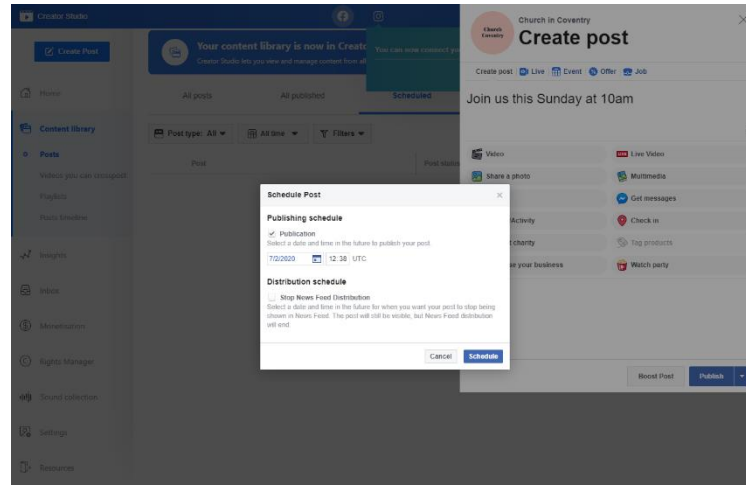 Creator Studio
Create Post
Home
Content library
Posts
Videos you can crosspost
Playlists
Posts timeline
Insights
Inbox
Monetisation
Rights Manager
Sound collection
Settings
Resources
Your content library is now in Creato
Creator Studio lets you view and manage content from all
You can now connect you
All posts
All published
Scheduled
Post type: All
All time
Filters
Post
Post status
Church in Coventry
Create post
Church
Coventry
Create post
Live
Event
Offer
Job
Join us this Sunday at 10am
Video
Live Video
Share a photo
Multimedia
Get messages
Activity
Check in
charity
Tag products
se your business
Watch party
Boost Post
Publish
Schedule Post
Publishing schedule
Publication
Select a date and time in the future to publish your post.
7/2/2020
12:38 UTC
Distribution schedule
Stop News Feed Distribution
Select a date and time in the future for when you want your post to stop being
shown in News Feed. The post will still be visible, but News Feed distribution
will end.
Cancel
Schedule